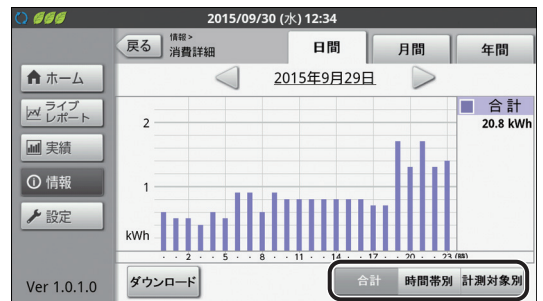 2015/09/30 (水) 12:34
戻る
情報>
消費詳細
日間
月間
年間
ホーム
ライブ
レポート
実績
情報
設定
2015年9月29日
合計
20.8 kWh
2
1
kWh
· · 2 · · 5 · · 8 · · 11 · · 14 · · 17 · · 20 · · 23 (時)
Ver 1.0.1.0
ダウンロード
合計
時間帯別
計測対象別